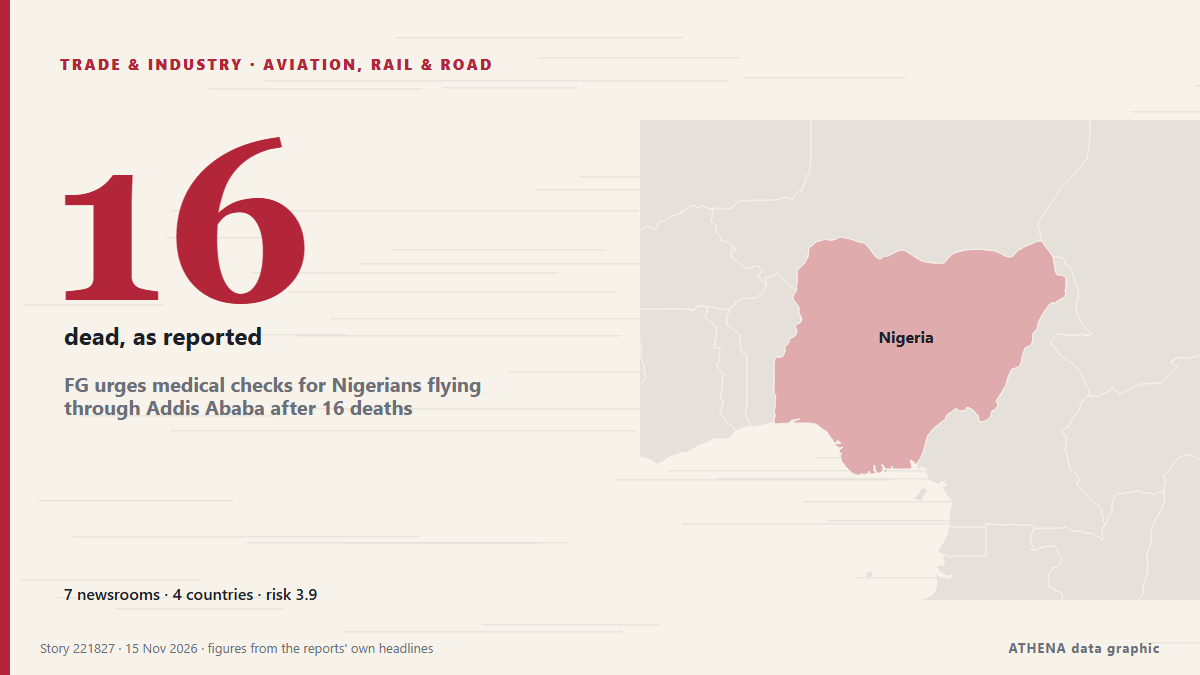 TRADE & INDUSTRY · AVIATION, RAIL & ROAD
16
dead, as reported
FG urges medical checks for Nigerians flying
through Addis Ababa after 16 deaths
Nigeria
7 newsrooms · 4 countries · risk 3.9
Story 221827 · 15 Nov 2026 · figures from the reports' own headlines
ATHENA data graphic